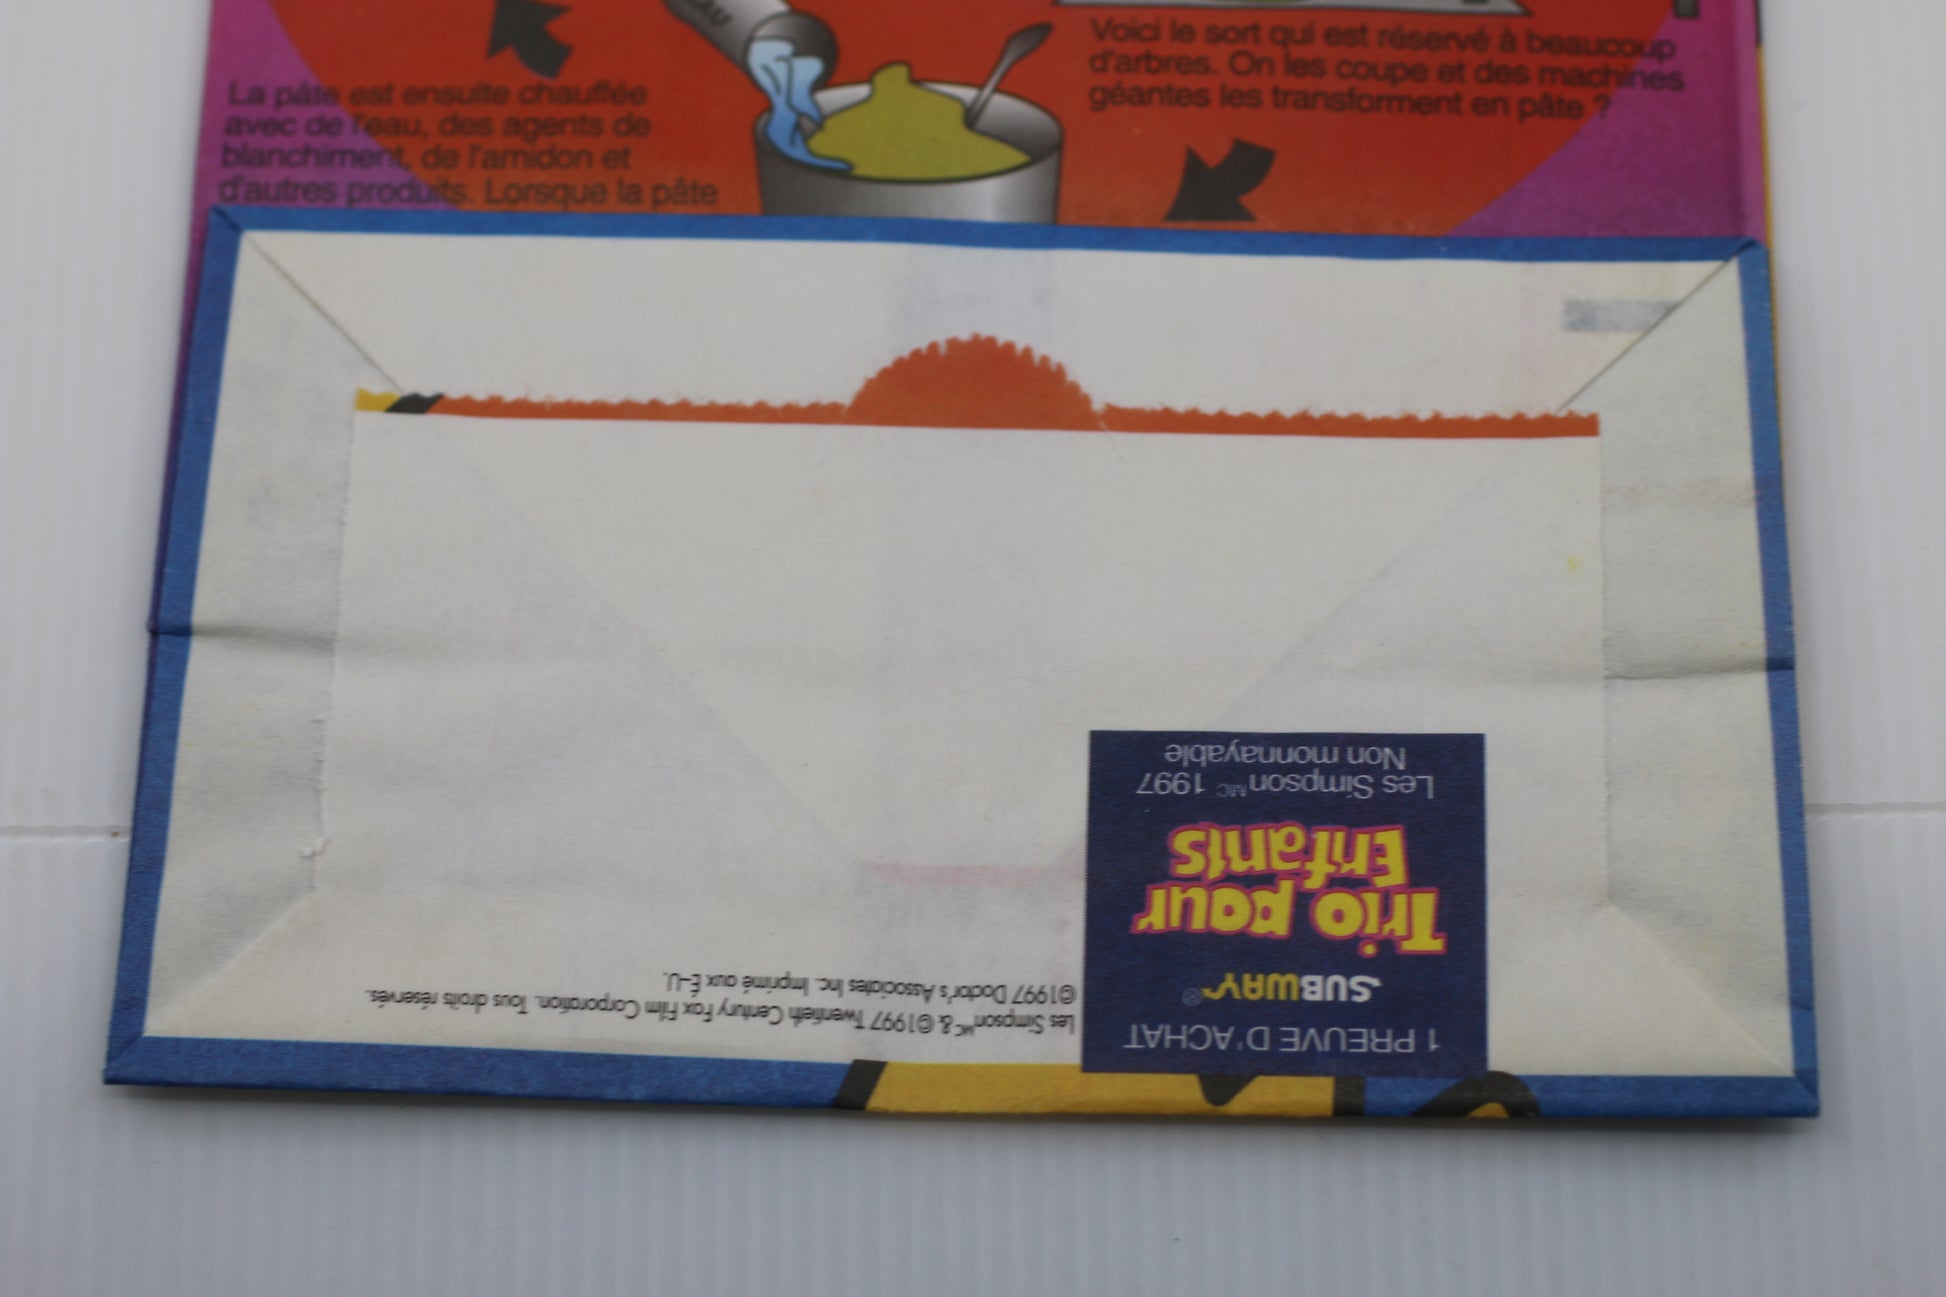 EAU
La pâte est ensuite chauffée
avec de l'eau, des agents de
blanchiment, de l'amidon et
d'autres produits. Lorsque la pâte
Voici le sort qui est réservé à beaucoup
d'arbres. On les coupe et des machines
géantes les transforment en pâte ?
1 PREUVE D'ACHAT
SUBWAY®
Trio pour
Enfants
Les Simpson MC 1997
Non monnayable
Les Simpson MC & ©1997 Twentieth Century Fox Film Corporation. Tous droits réservés.
©1997 Doctor's Associates Inc. Imprimé aux É-U.